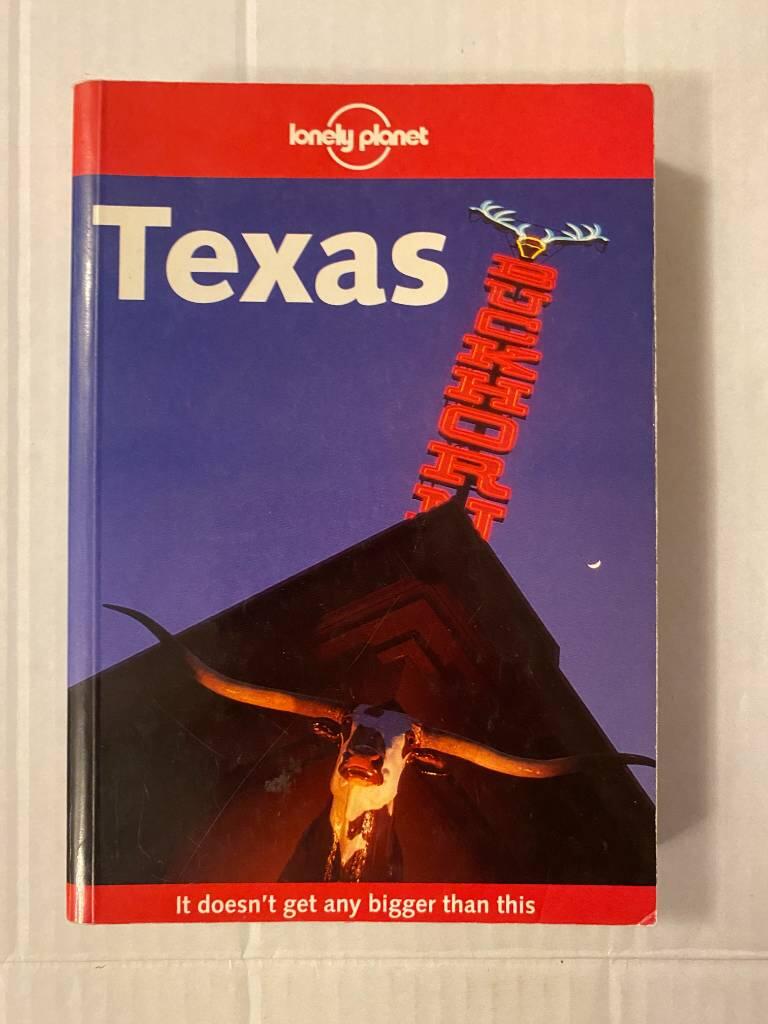 lonely planet
Texas
BUCKHORN
It doesn't get any bigger than this